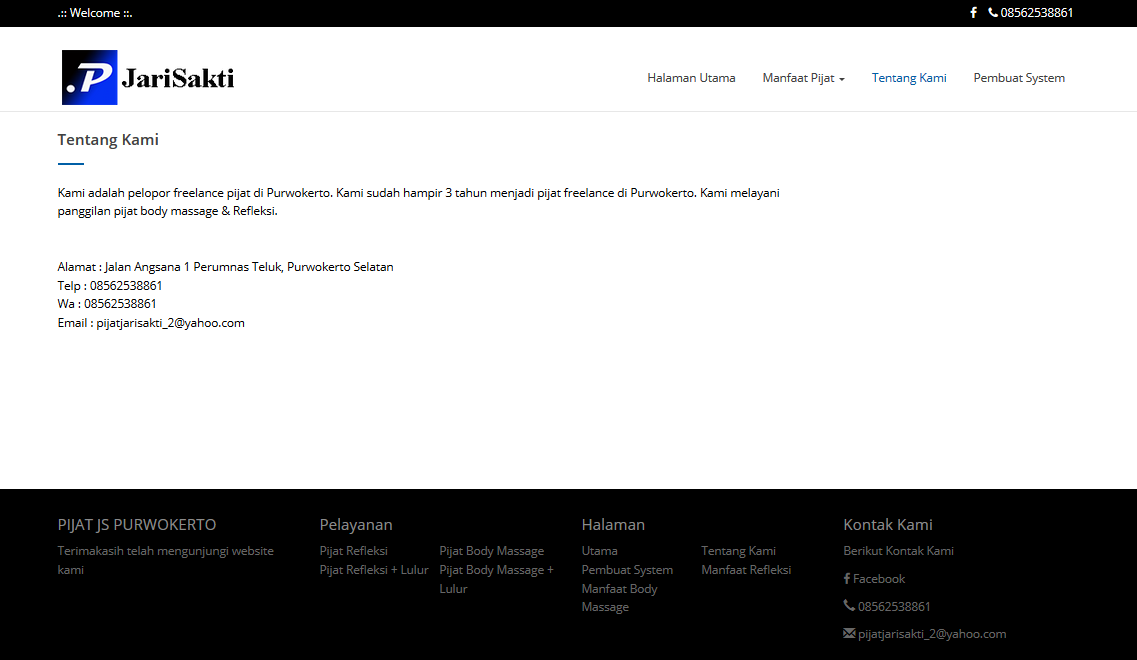 .:: Welcome ::.
08562538861
.P JariSakti
Halaman Utama
Manfaat Pijat
Tentang Kami
Pembuat System
Tentang Kami
Kami adalah pelopor freelance pijat di Purwokerto. Kami sudah hampir 3 tahun menjadi pijat freelance di Purwokerto. Kami melayani
panggilan pijat body massage & Refleksi.
Alamat : Jalan Angsana 1 Perumnas Teluk, Purwokerto Selatan
Telp : 08562538861
Wa : 08562538861
Email : pijatjarisakti_2@yahoo.com
PIJAT JS PURWOKERTO
Terimakasih telah mengunjungi website
kami
Pelayanan
Pijat Refleksi
Pijat Refleksi + Lulur
Pijat Body Massage
Pijat Body Massage +
Lulur
Halaman
Utama
Pembuat System
Manfaat Body
Massage
Tentang Kami
Manfaat Refleksi
Kontak Kami
Berikut Kontak Kami
Facebook
08562538861
pijatjarisakti_2@yahoo.com